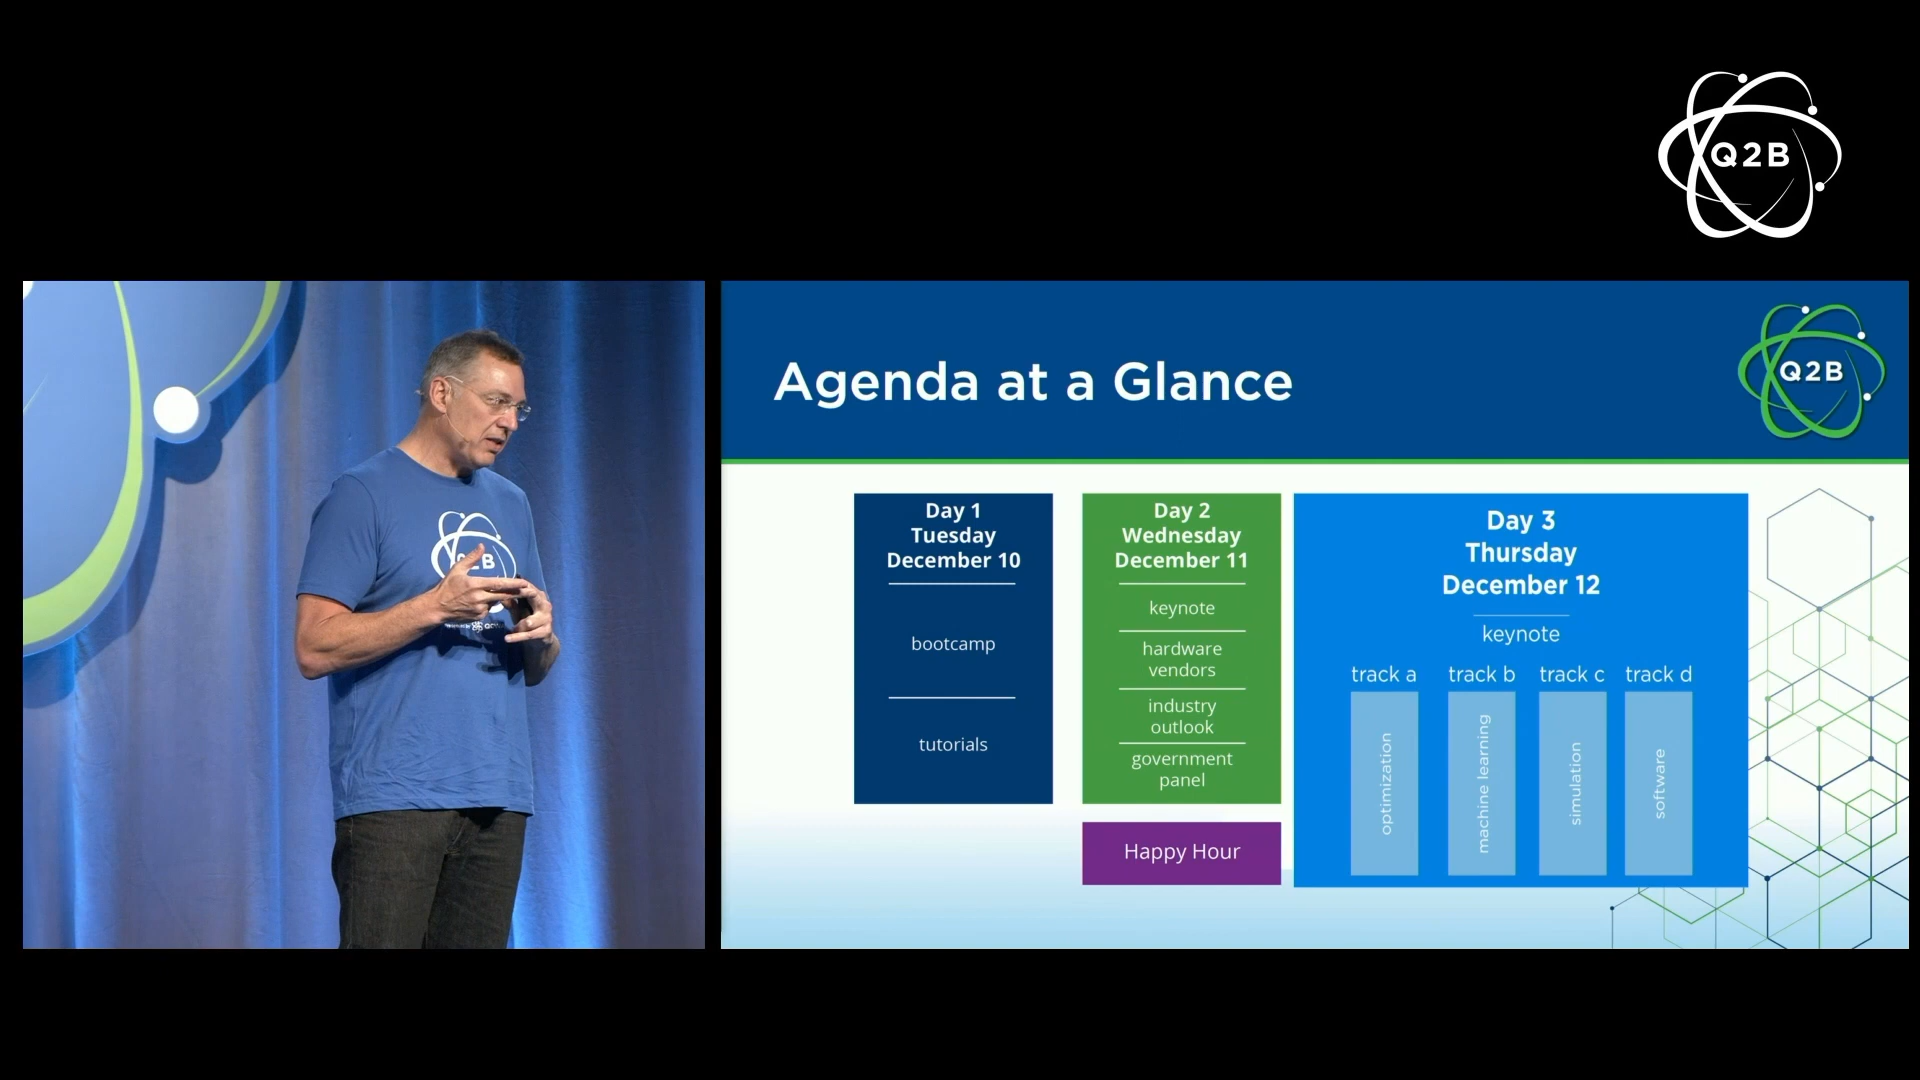 Q2B
Agenda at a Glance
Q2B
Q2B
Day 1
Tuesday
December 10
bootcamp
tutorials
Day 2
Wednesday
December 11
keynote
hardware
vendors
industry
outlook
government
panel
Happy Hour
Day 3
Thursday
December 12
keynote
track a
track b
track c
track d
optimization
machine learning
simulation
software